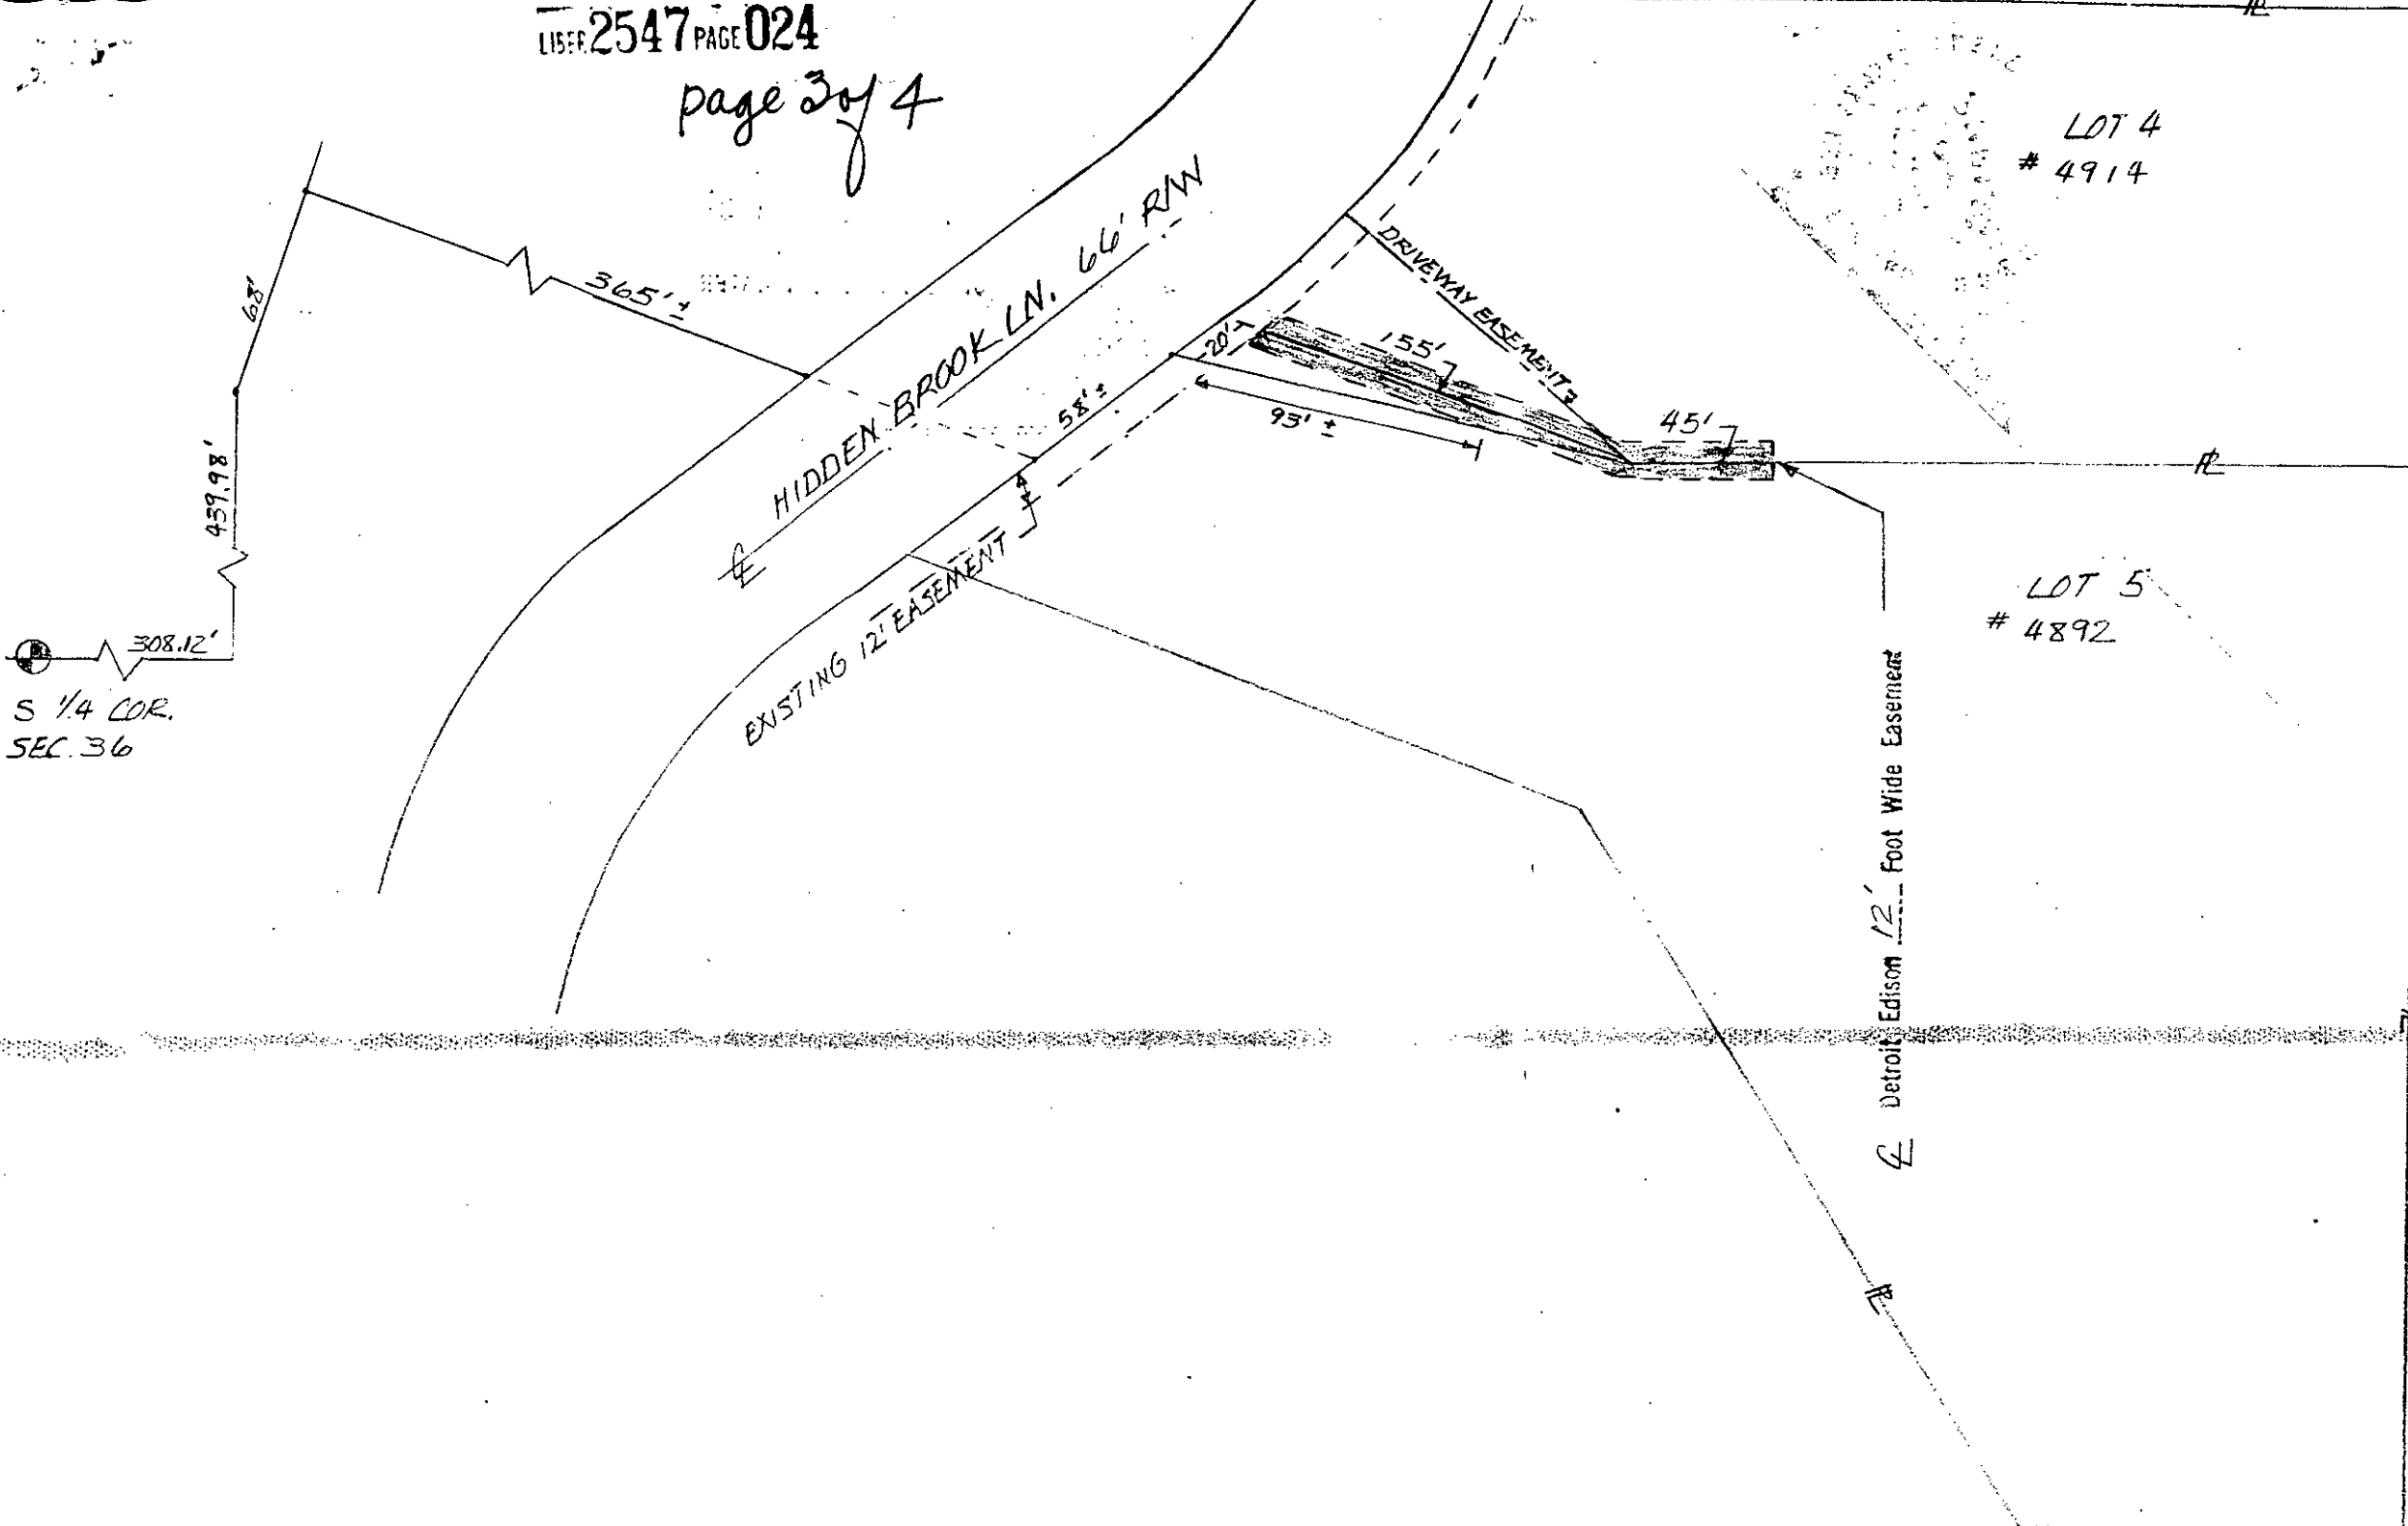 LIBER 2547 PAGE 024
page 3 of 4
LOT 4
# 4914
HIDDEN BROOK LN. 66' R/W
68'
365' ±
DRIVEWAY EASEMENT
155'
20'
58' ±
93' ±
45'
439.98'
EXISTING 12' EASEMENT
308.12'
S 1/4 COR.
SEC. 36
LOT 5
# 4892
Detroit Edison 12' Foot Wide Easement